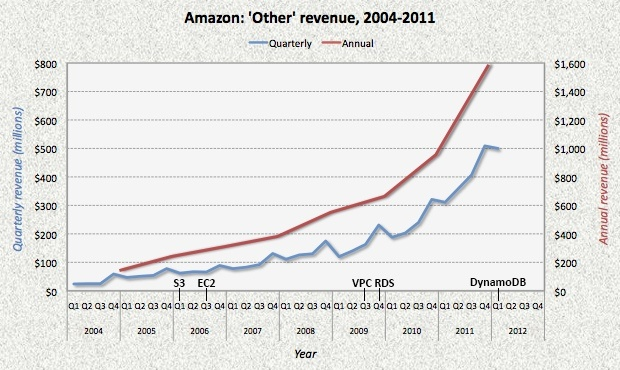 Amazon: 'Other' revenue, 2004-2011
Quarterly Annual
$800 $1,600
$700 $1,400
$600 $1,200
$500 $1,000
$400 $800
$300 $600
$200 $400
$100 $200
$0 $0
Quarterly revenue (millions)
Annual revenue (millions)
S3 EC2 VPC RDS DynamoDB
Q1 Q2 Q3 Q4 Q1 Q2 Q3 Q4 Q1 Q2 Q3 Q4 Q1 Q2 Q3 Q4 Q1 Q2 Q3 Q4 Q1 Q2 Q3 Q4 Q1 Q2 Q3 Q4 Q1 Q2 Q3 Q4 Q1 Q2 Q3 Q4
2004 2005 2006 2007 2008 2009 2010 2011 2012
Year